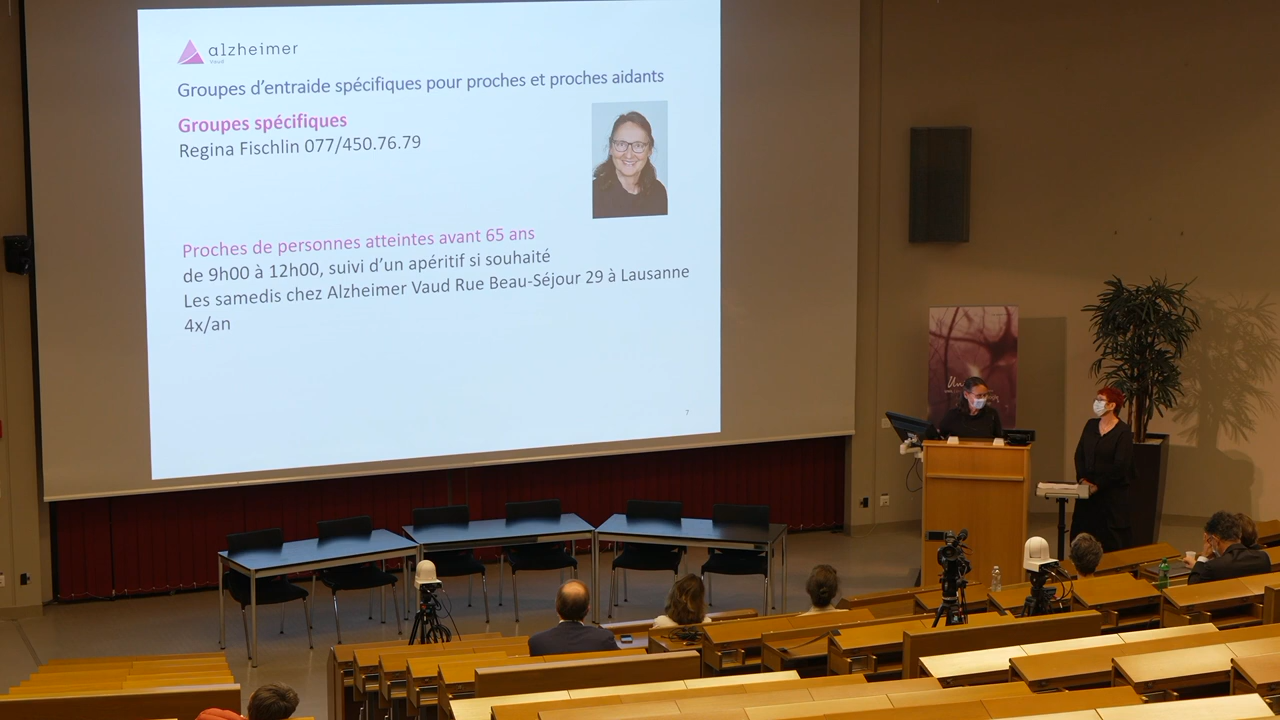 alzheimer
Vaud
Groupes d'entraide spécifiques pour proches et proches aidants
Groupes spécifiques
Regina Fischlin 077/450.76.79
Proches de personnes atteintes avant 65 ans
de 9h00 à 12h00, suivi d'un apéritif si souhaité
Les samedis chez Alzheimer Vaud Rue Beau-Séjour 29 à Lausanne
4x/an
7